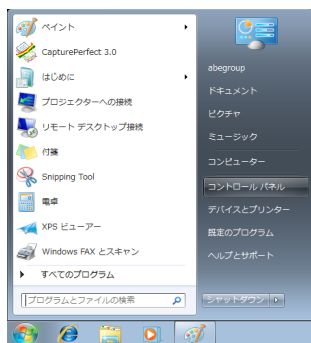 ペイント
CapturePerfect 3.0
はじめに
プロジェクターへの接続
リモート デスクトップ接続
付箋
Snipping Tool
電卓
XPS ビューアー
Windows FAX とスキャン
すべてのプログラム
プログラムとファイルの検索
abegroup
ドキュメント
ピクチャ
ミュージック
コンピューター
コントロール パネル
デバイスとプリンター
既定のプログラム
ヘルプとサポート
シャットダウン